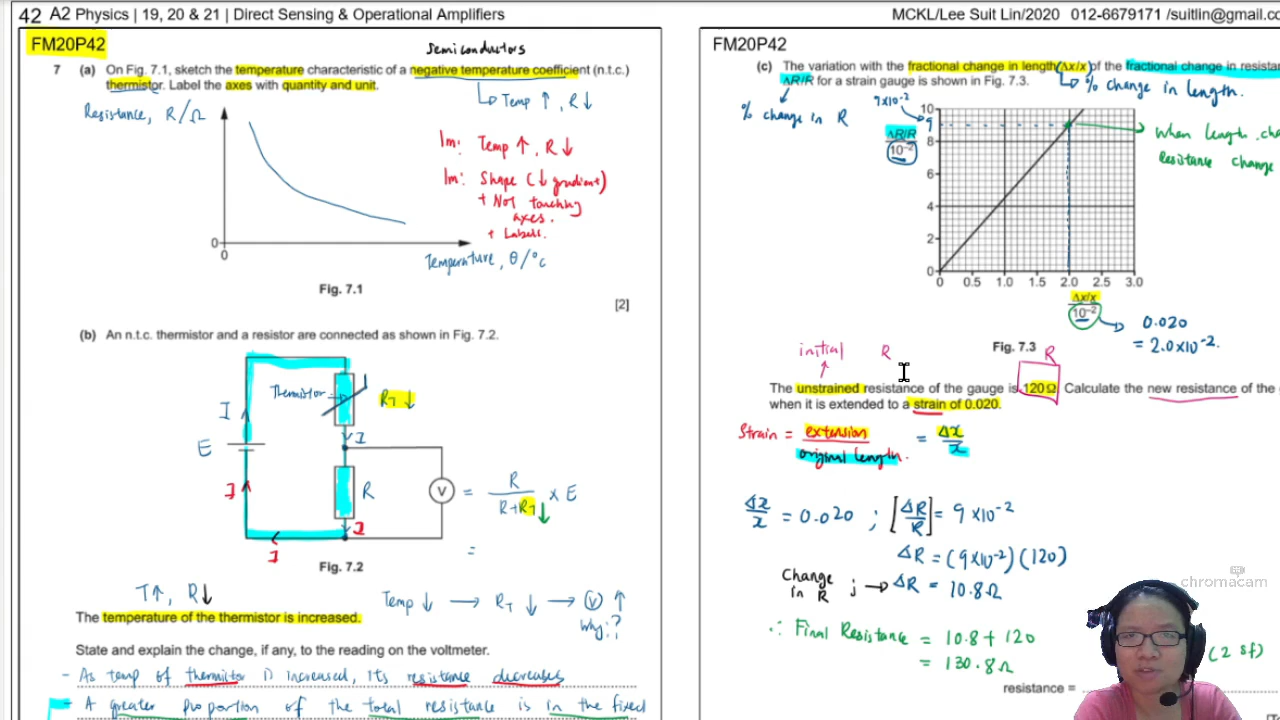 42 A2 Physics | 19, 20 & 21 | Direct Sensing & Operational Amplifiers
MCKL/Lee Suit Lin/2020 012-6679171 /suitlin@gmail.co
FM20P42
Semiconductors
7 (a) On Fig. 7.1, sketch the temperature characteristic of a negative temperature coefficient (n.t.c.)
thermistor. Label the axes with quantity and unit.
Resistance, R/Ω
Temp ↑, R↓
1m: Temp ↑, R ↓
1m: Shape (↓ gradient)
+ Not touching
axes.
+ Labels.
0
0
Temperature, θ/°C
Fig. 7.1
[2]
(b) An n.t.c. thermistor and a resistor are connected as shown in Fig. 7.2.
Thermistor
RT ↓
I
I
E
I
R
V
= R / R+RT ↓ × E
=
I
I
Fig. 7.2
T↑, R↓
Temp ↓ → RT ↓ → V ↑
Why?
The temperature of the thermistor is increased.
State and explain the change, if any, to the reading on the voltmeter.
- As temp of thermistor is increased, its resistance decreases
- A greater proportion of the total resistance is in the fixed
FM20P42
(c) The variation with the fractional change in length (Δx/x) of the fractional change in resistan
ΔR/R for a strain gauge is shown in Fig. 7.3.
% change in length.
% change in R
9×10⁻²
ΔR/R
10⁻²
10
9
8
6
4
2
0
0 0.5 1.0 1.5 2.0 2.5 3.0
When length cha
resistance change
Δx/x
10⁻²
0.020
= 2.0×10⁻².
Fig. 7.3
initial R
R
The unstrained resistance of the gauge is 120Ω. Calculate the new resistance of the
when it is extended to a strain of 0.020.
Strain = extension / original length. = Δx/x
Δx/x = 0.020 ; [ΔR/R] = 9×10⁻²
ΔR = (9×10⁻²)(120)
Change in R ; → ΔR = 10.8Ω
∴ Final Resistance = 10.8 + 120
= 130.8Ω
(2 sf)
resistance =
chromacam